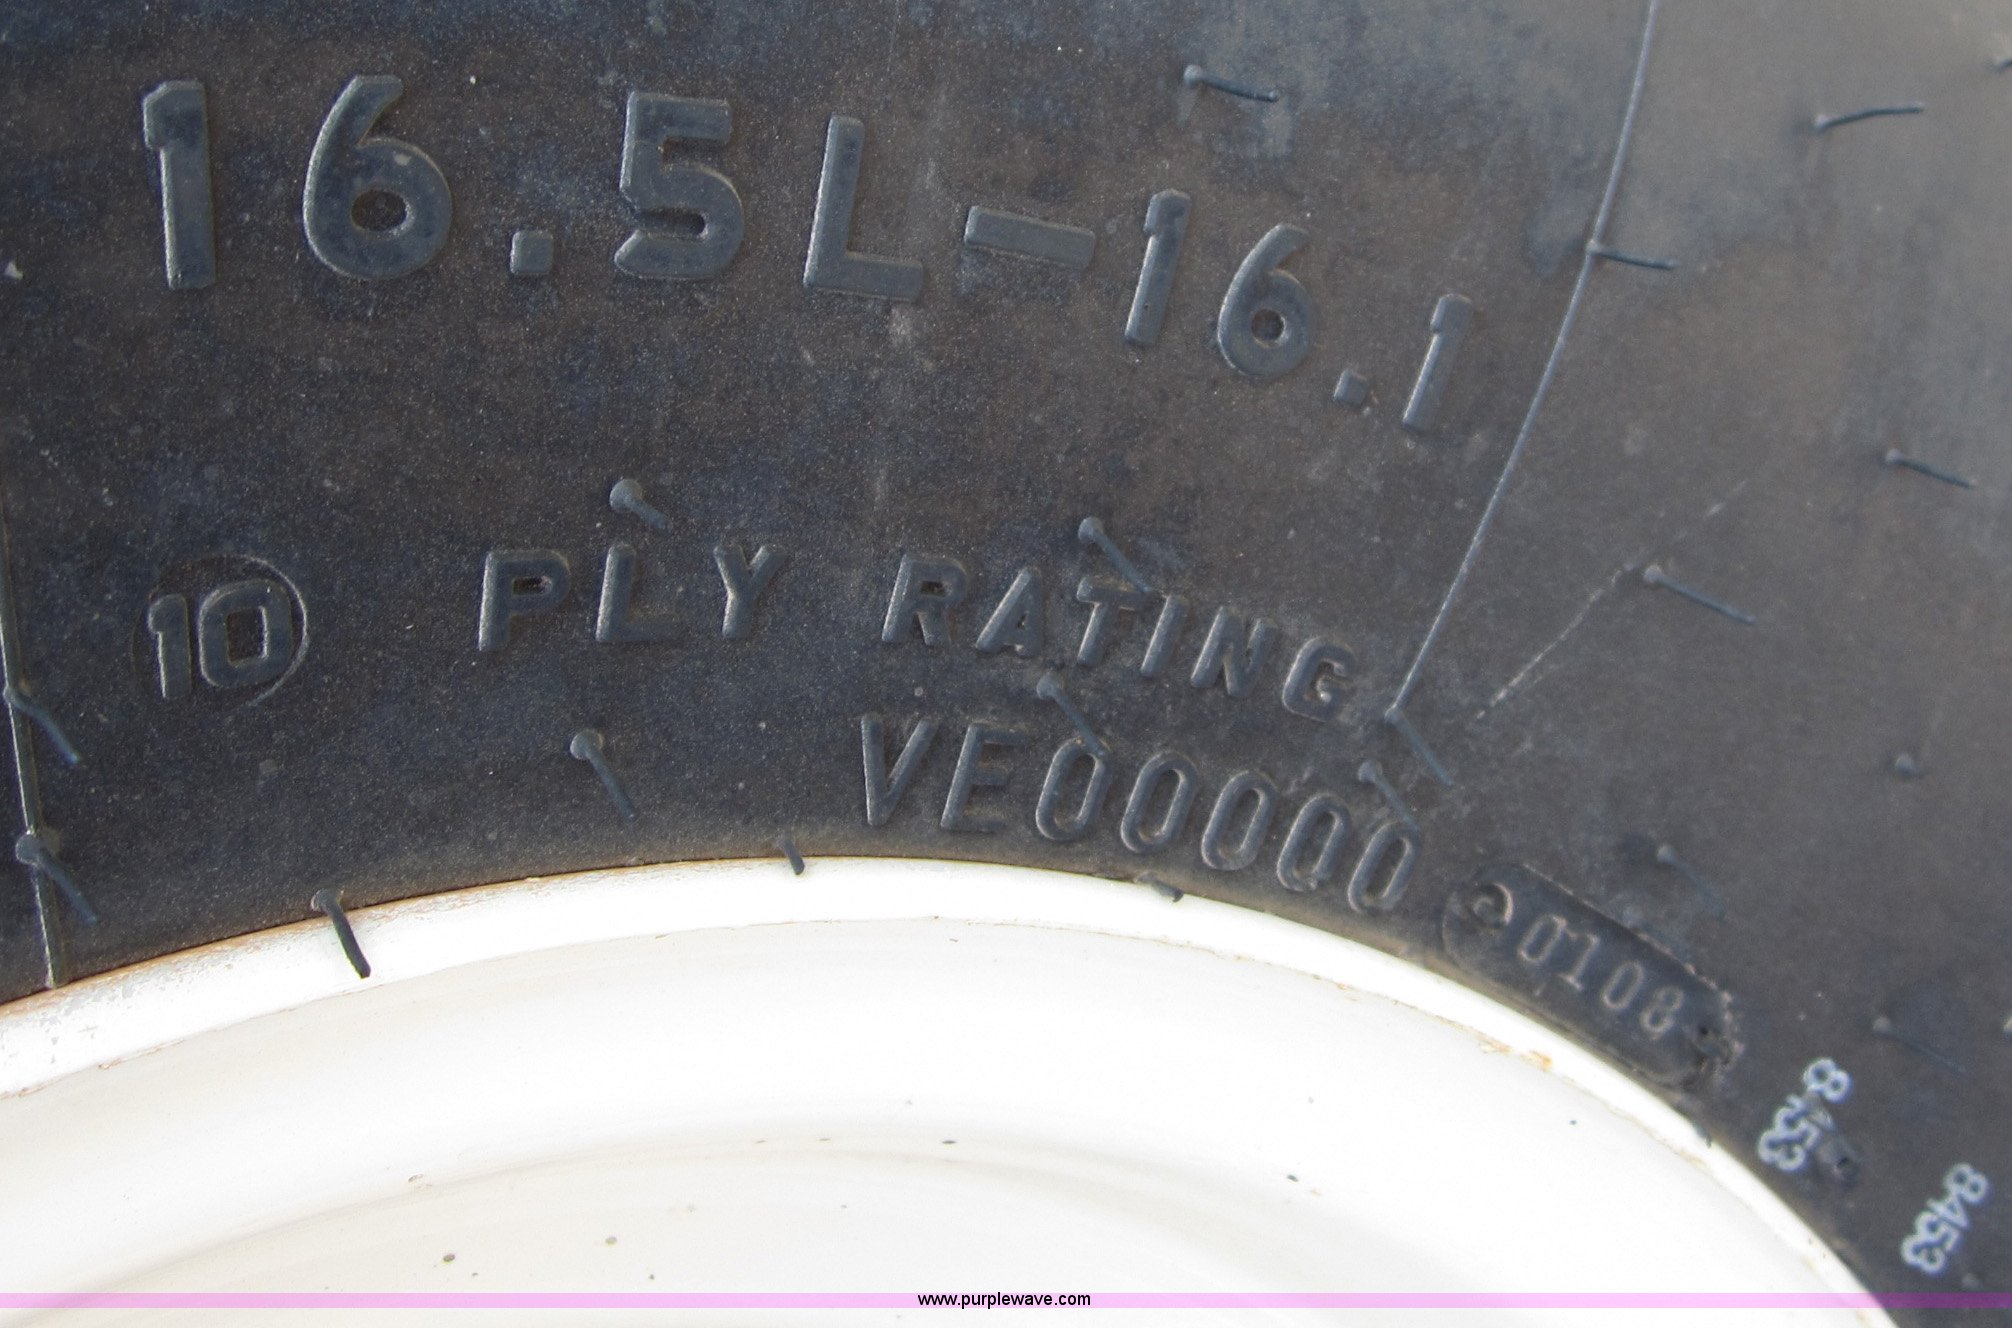 16.5L-16.1
10 PLY RATING
VE00000
0108
8453
8453
www.purplewave.com